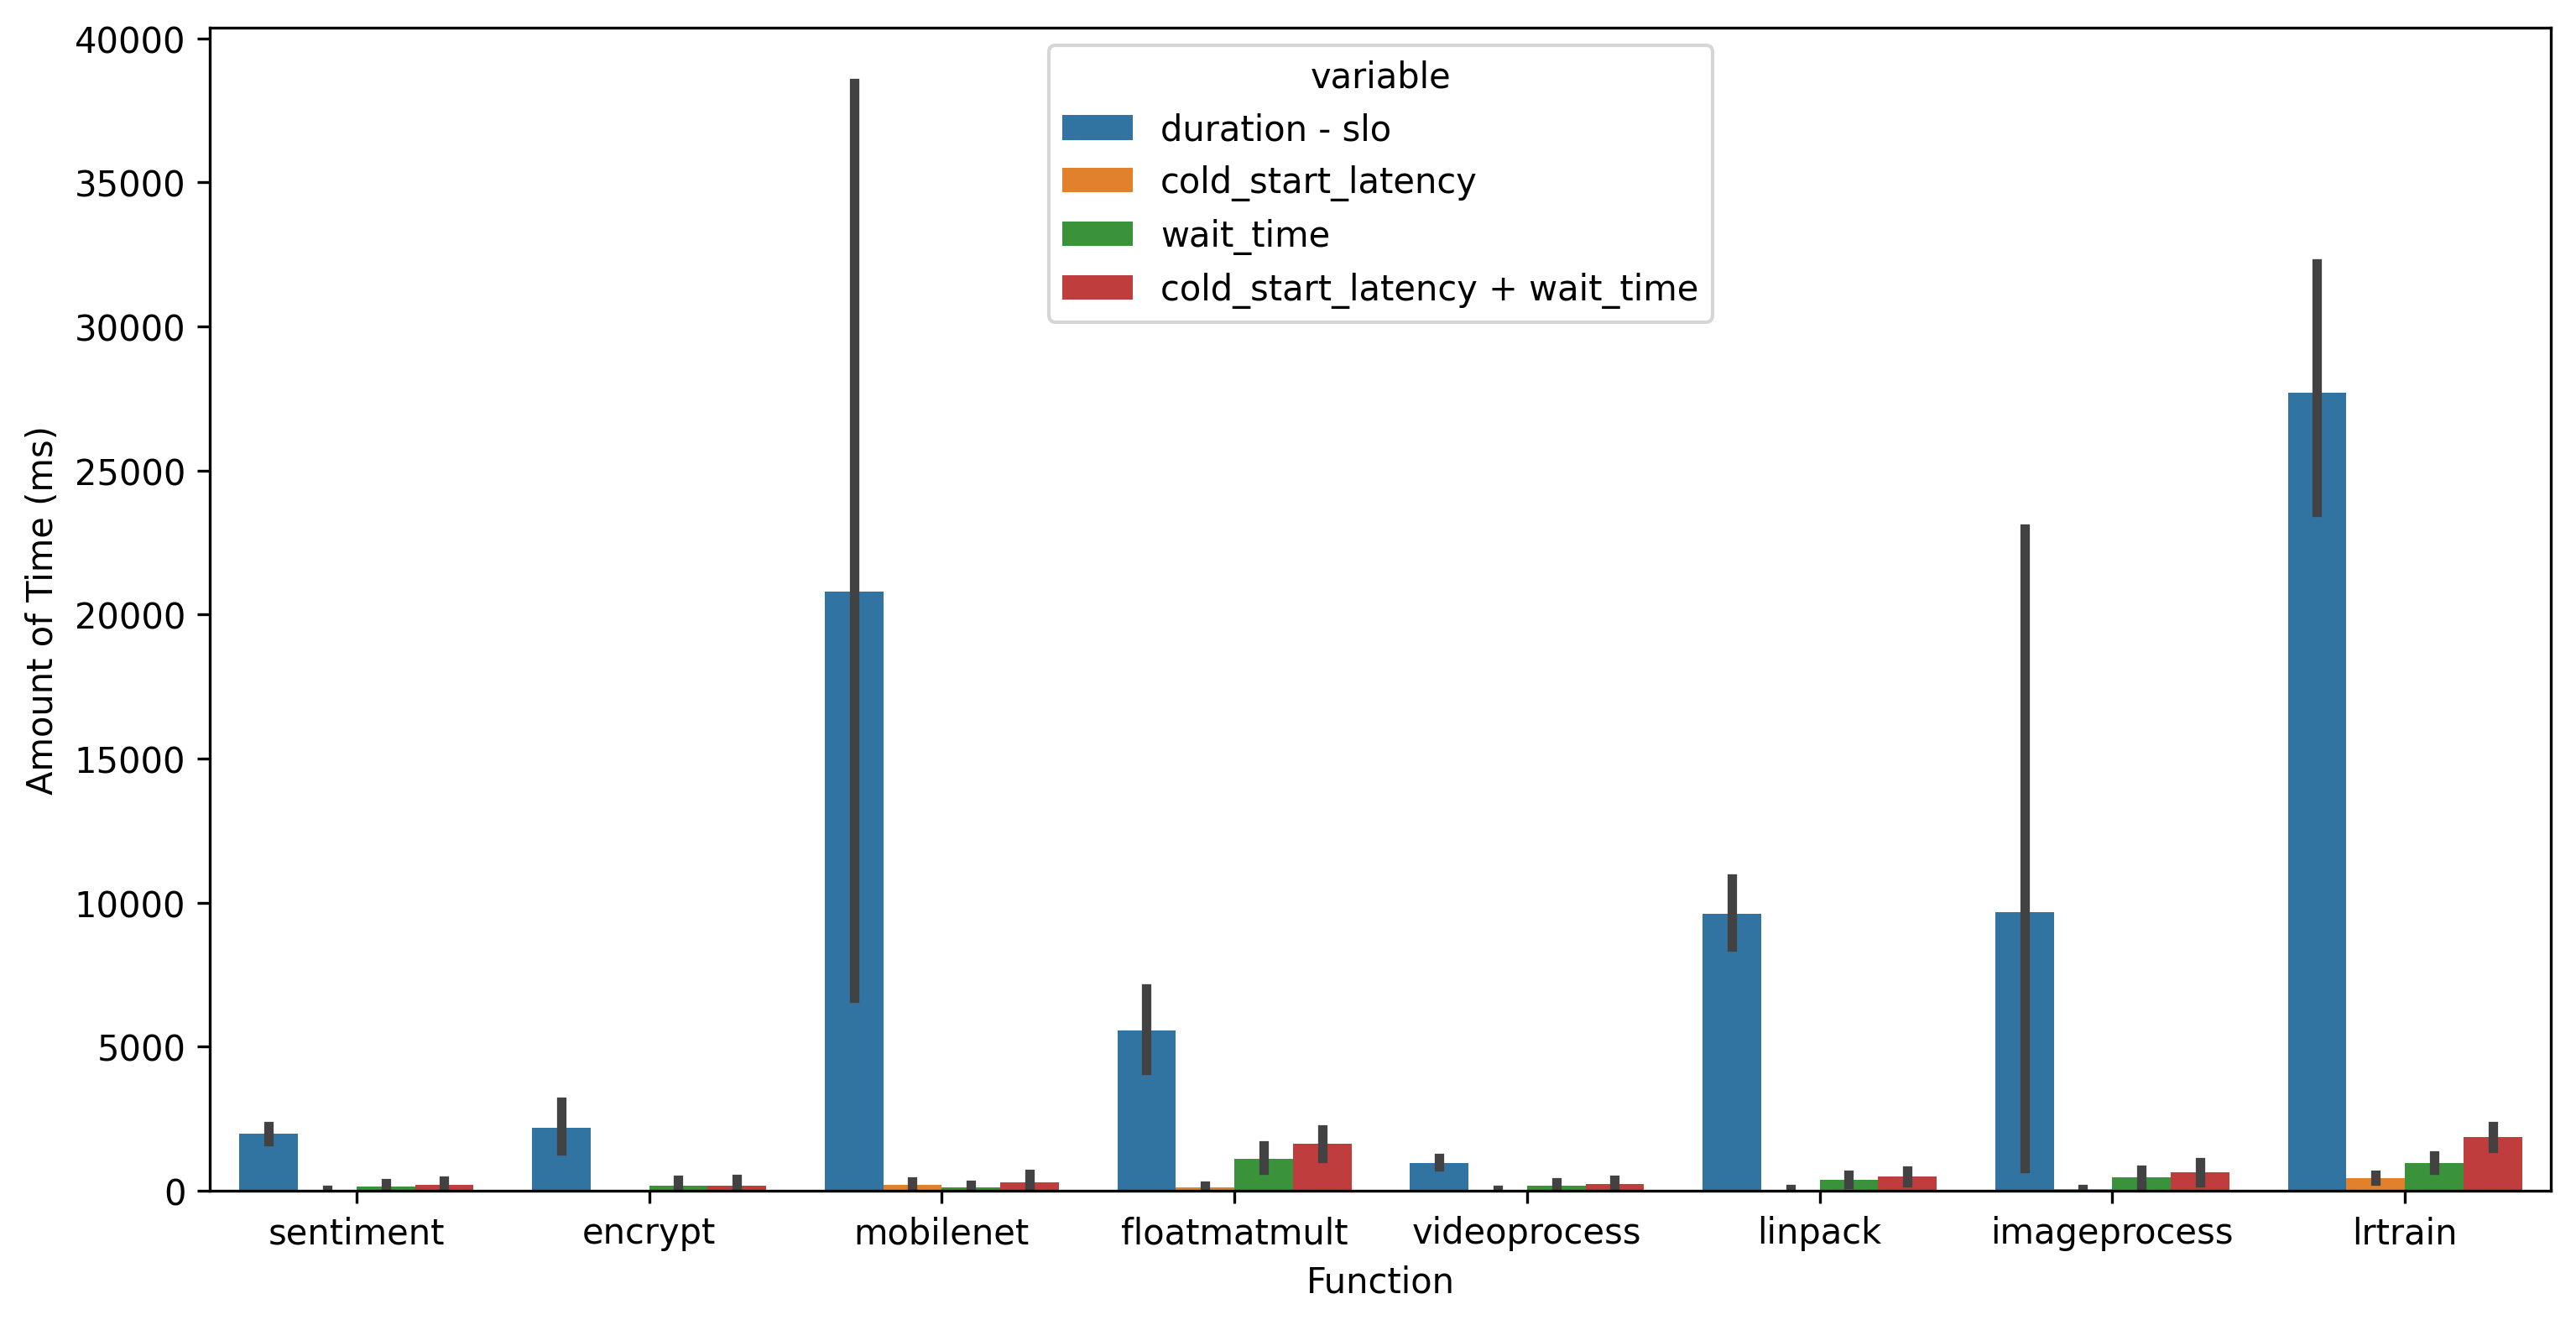 40000
35000
30000
25000
20000
15000
10000
5000
0
Amount of Time (ms)
variable
duration - slo
cold_start_latency
wait_time
cold_start_latency + wait_time
sentiment encrypt mobilenet floatmatmult videoprocess linpack imageprocess lrtrain
Function